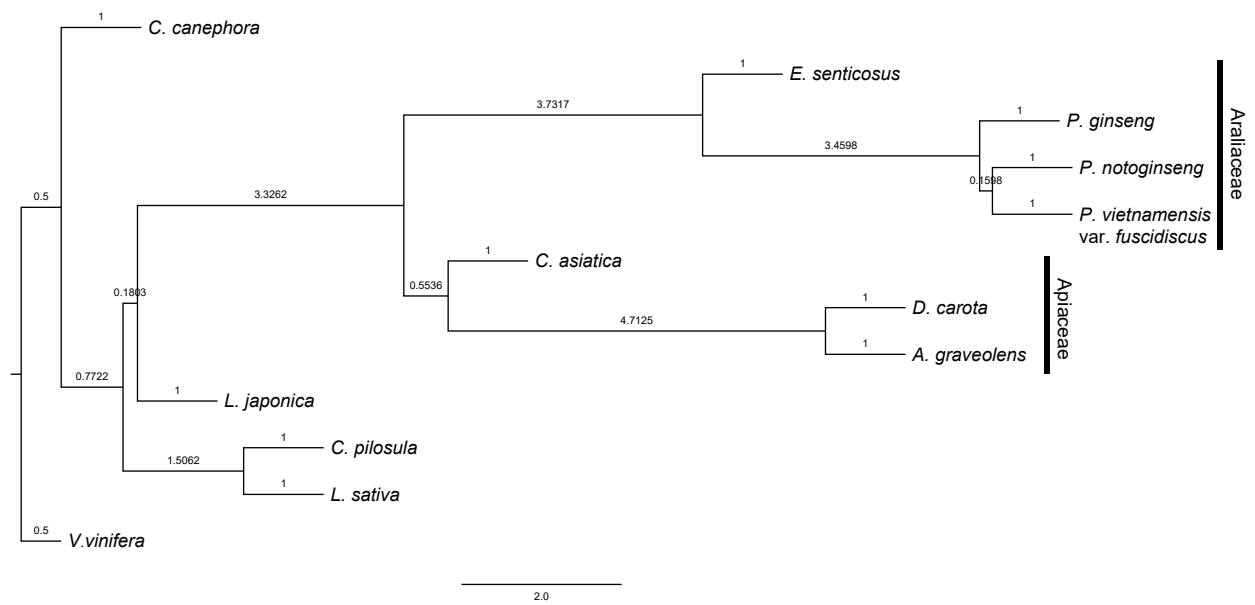 1
C. canephora
1
E. senticosus
3.7317
1
P. ginseng
3.4598
1
P. notoginseng
0.1598
1
P. vietnamensis
var. fuscidiscus
Araliaceae
0.5
3.3262
1
C. asiatica
0.5536
0.1803
1
D. carota
4.7125
1
A. graveolens
Apiaceae
0.7722
1
L. japonica
1
C. pilosula
1.5062
1
L. sativa
0.5
V.vinifera
2.0